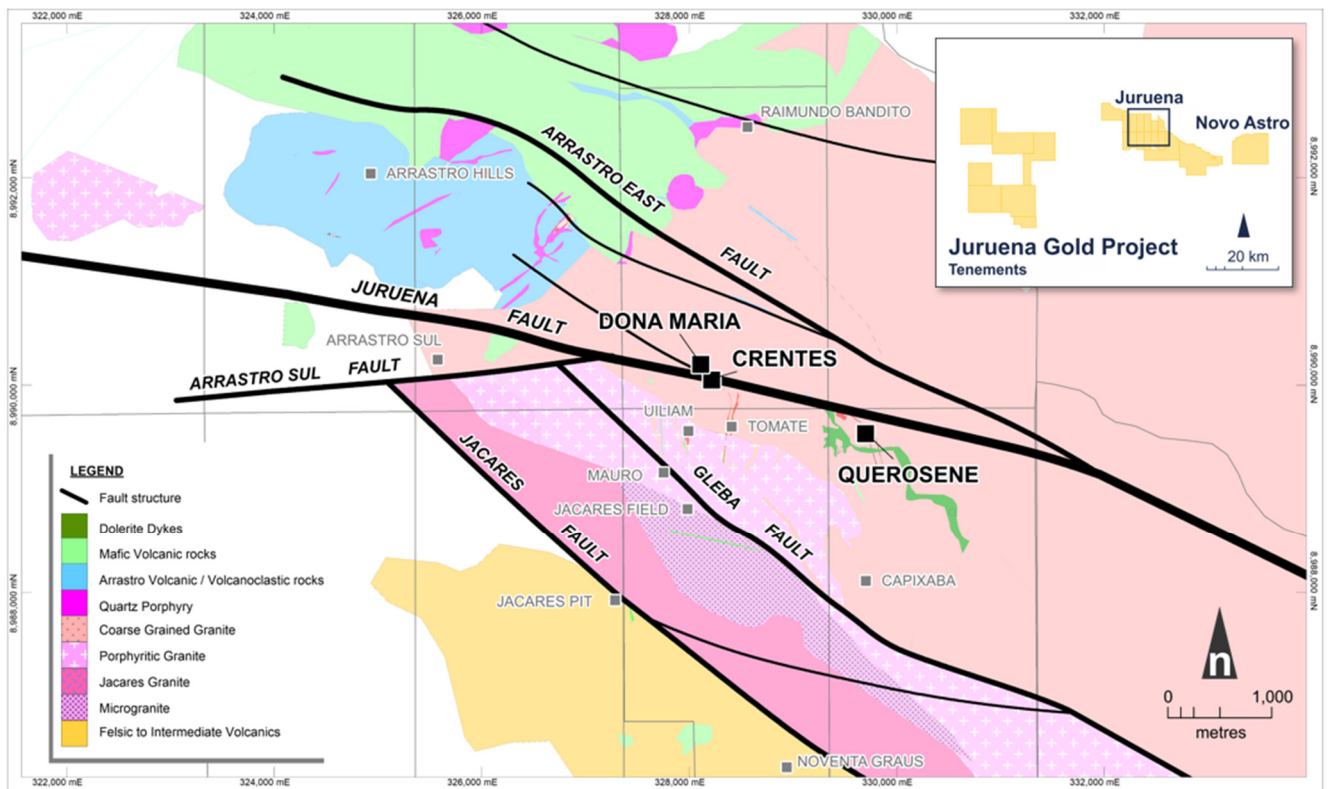 322,000 mE
324,000 mE
326,000 mE
328,000 mE
330,000 mE
332,000 mE
8,992,000 mN
8,992,000 mN
8,990,000 mN
8,990,000 mN
8,988,000 mN
8,988,000 mN
RAIMUNDO BANDITO
ARRASTRO EAST
FAULT
ARRASTRO HILLS
JURUENA
FAULT
DONA MARIA
CRENTES
ARRASTRO SUL
ARRASTRO SUL FAULT
UILIAM
TOMATE
QUEROSENE
MAURO
JACARES
FAULT
GLEBA
FAULT
JACARES FIELD
CAPIXABA
JACARES PIT
NOVENTA GRAUS
Juruena
Novo Astro
Juruena Gold Project
Tenements
20 km
LEGEND
Fault structure
Dolerite Dykes
Mafic Volcanic rocks
Arrastro Volcanic / Volcanoclastic rocks
Quartz Porphyry
Coarse Grained Granite
Porphyritic Granite
Jacares Granite
Microgranite
Felsic to Intermediate Volcanics
n
0 1,000
metres
322,000 mE
324,000 mE
326,000 mE
328,000 mE
330,000 mE
332,000 mE